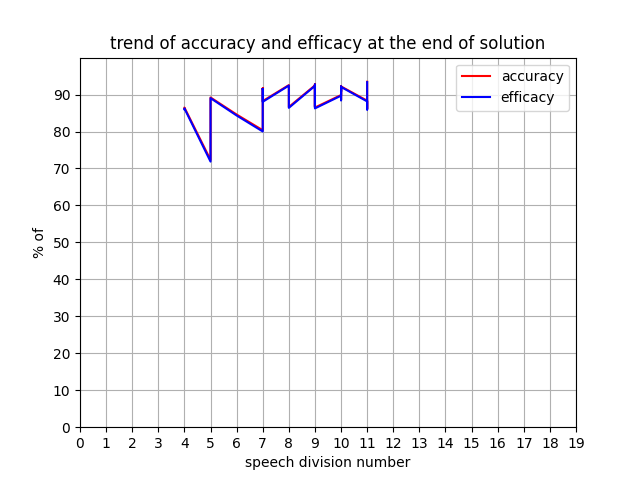 trend of accuracy and efficacy at the end of solution
accuracy
efficacy
% of
90
80
70
60
50
40
30
20
10
0
0 1 2 3 4 5 6 7 8 9 10 11 12 13 14 15 16 17 18 19
speech division number